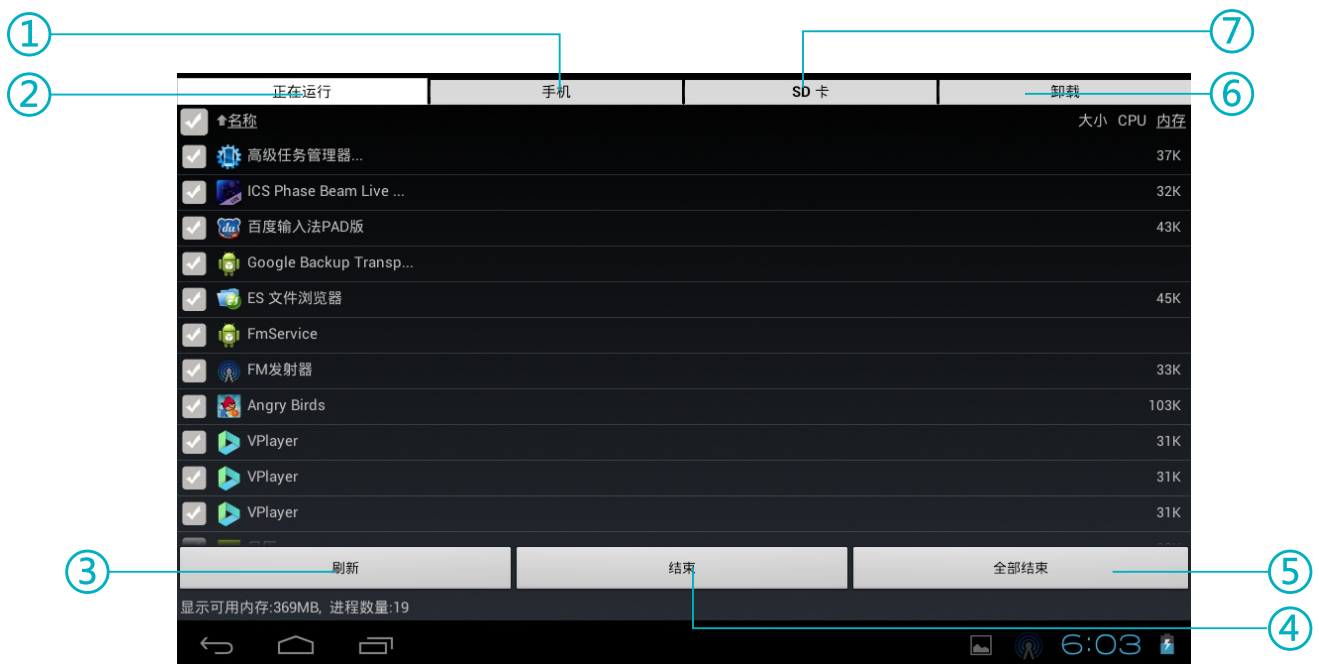 ① ⑦
② 正在运行 手机 SD 卡 卸载 ⑥
名称 大小 CPU 内存
高级任务管理器... 37K
ICS Phase Beam Live ... 32K
百度输入法PAD版 43K
Google Backup Transp...
ES 文件浏览器 45K
FmService
FM发射器 33K
Angry Birds 103K
VPlayer 31K
VPlayer 31K
VPlayer 31K
③ 刷新 结束 全部结束 ⑤
显示可用内存:369MB, 进程数量:19
④
6:03